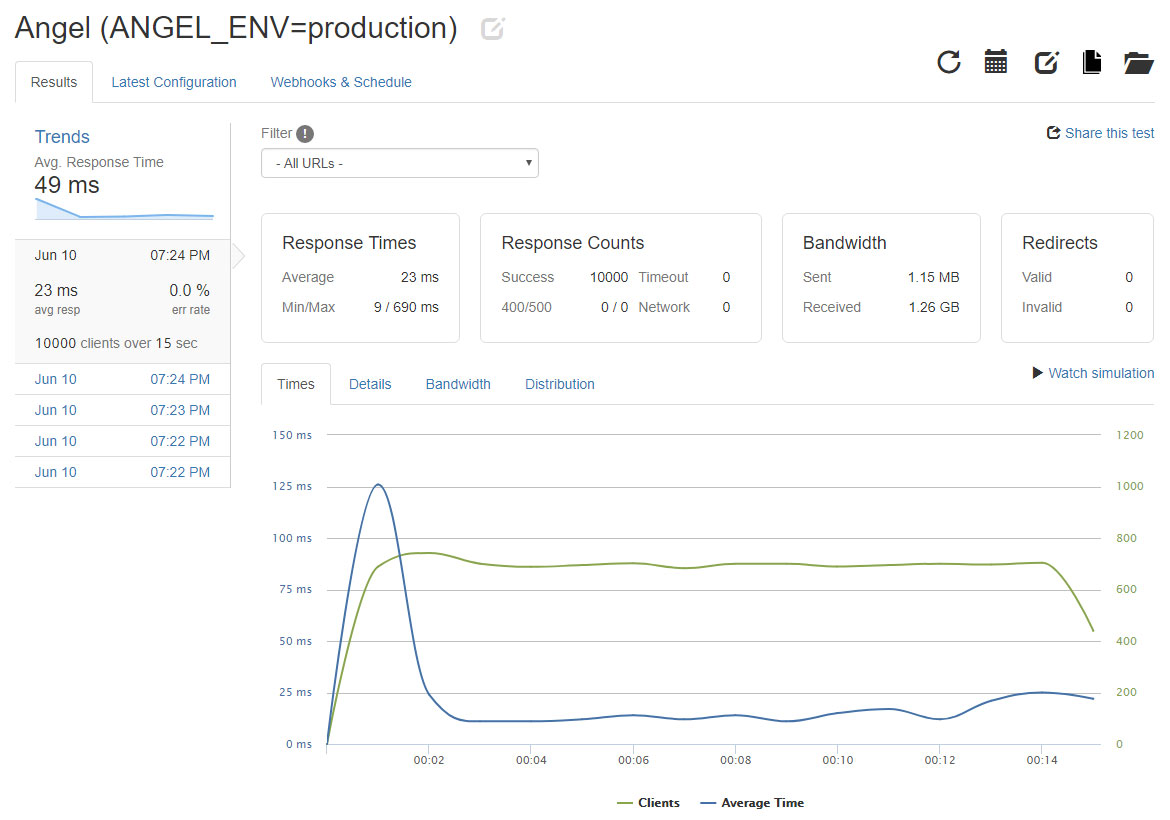 Angel (ANGEL_ENV=production)
Results Latest Configuration Webhooks & Schedule
Trends
Avg. Response Time
49 ms
Jun 10 07:24 PM
23 ms 0.0 %
avg resp err rate
10000 clients over 15 sec
Jun 10 07:24 PM
Jun 10 07:23 PM
Jun 10 07:22 PM
Jun 10 07:22 PM
Filter !
Share this test
- All URLs -
Response Times
Average 23 ms
Min/Max 9 / 690 ms
Response Counts
Success 10000 Timeout 0
400/500 0 / 0 Network 0
Bandwidth
Sent 1.15 MB
Received 1.26 GB
Redirects
Valid 0
Invalid 0
Times Details Bandwidth Distribution
Watch simulation
150 ms 1200
125 ms 1000
100 ms 800
75 ms 600
50 ms 400
25 ms 200
0 ms 0
00:02 00:04 00:06 00:08 00:10 00:12 00:14
Clients Average Time